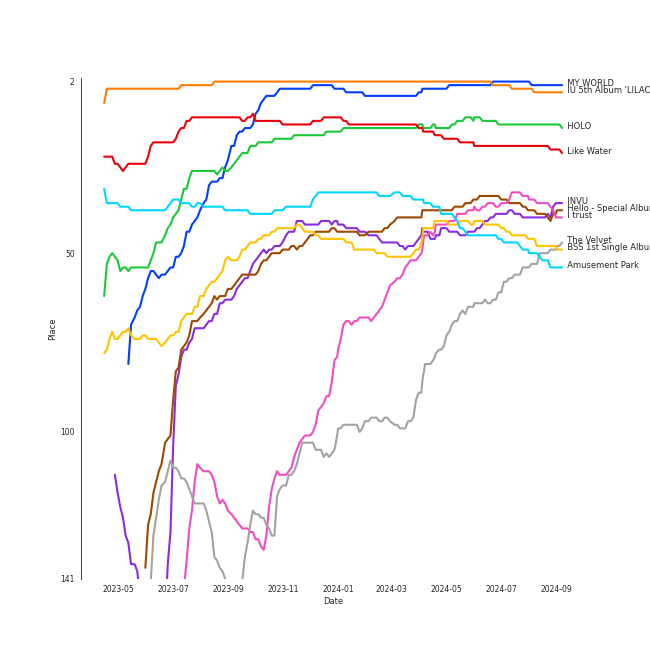 2
50
100
141
Place
MY WORLD
IU 5th Album 'LILAC
HOLO
Like Water
INVU
Hello - Special Album
I trust
The Velvet
BSS 1st Single Albu
Amusement Park
2023-05
2023-07
2023-09
2023-11
2024-01
2024-03
2024-05
2024-07
2024-09
Date